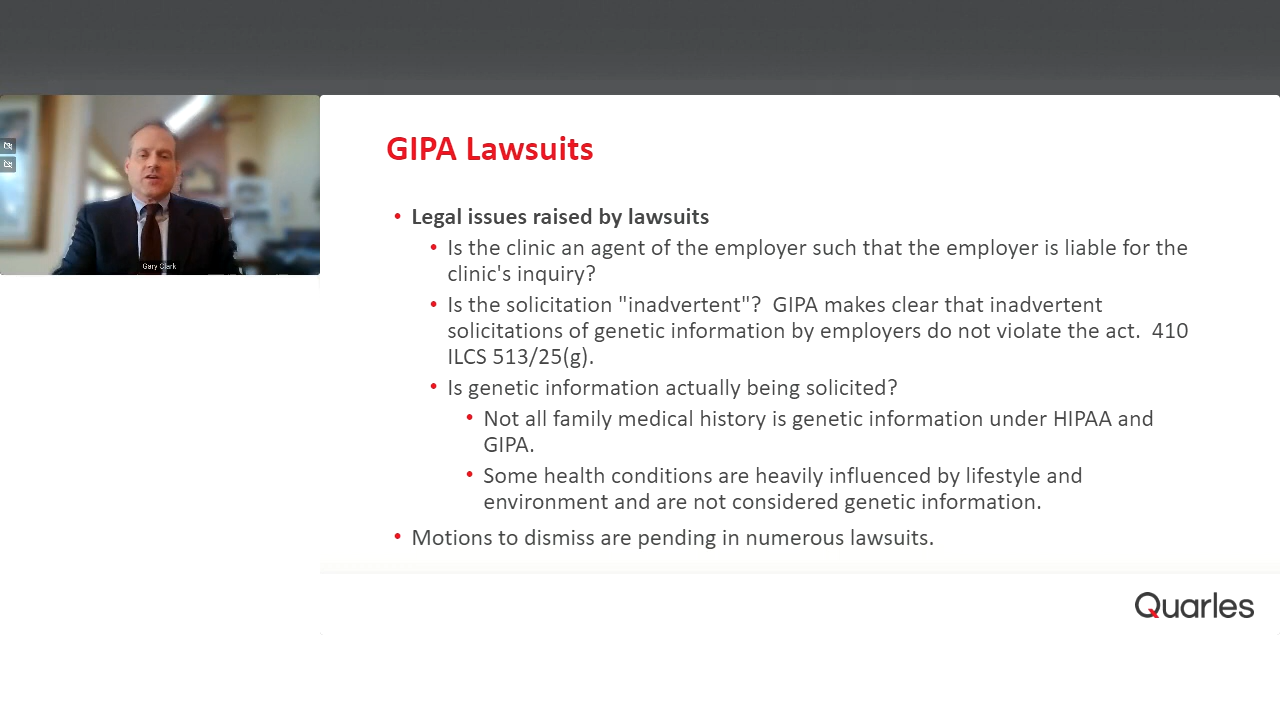 GIPA Lawsuits
• Legal issues raised by lawsuits
• Is the clinic an agent of the employer such that the employer is liable for the
clinic's inquiry?
• Is the solicitation "inadvertent"?  GIPA makes clear that inadvertent
solicitations of genetic information by employers do not violate the act.  410
ILCS 513/25(g).
• Is genetic information actually being solicited?
• Not all family medical history is genetic information under HIPAA and
GIPA.
• Some health conditions are heavily influenced by lifestyle and
environment and are not considered genetic information.
• Motions to dismiss are pending in numerous lawsuits.
Gary Clark
Quarles